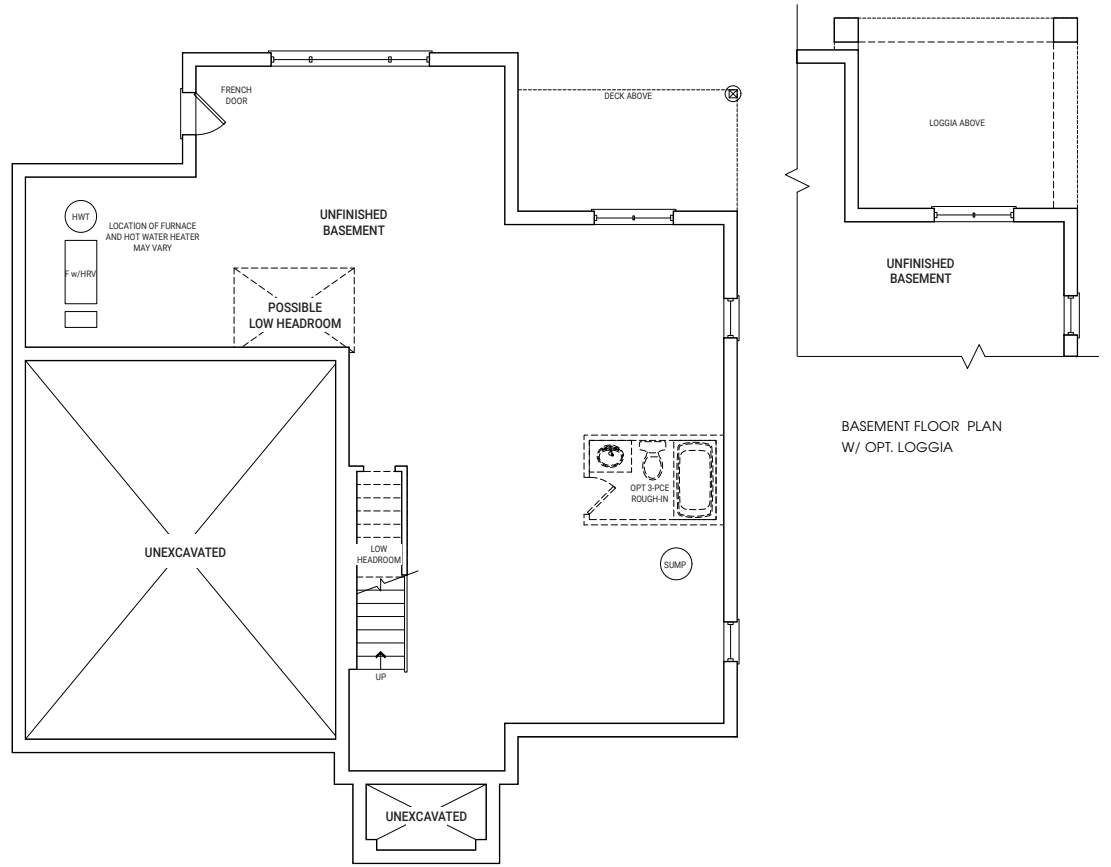 FRENCH
DOOR
DECK ABOVE
LOGGIA ABOVE
HWT
LOCATION OF FURNACE
AND HOT WATER HEATER
MAY VARY
F w/HRV
UNFINISHED
BASEMENT
POSSIBLE
LOW HEADROOM
UNFINISHED
BASEMENT
BASEMENT FLOOR PLAN
W/ OPT. LOGGIA
OPT 3-PCE
ROUGH-IN
UNEXCAVATED
LOW
HEADROOM
SUMP
UP
UNEXCAVATED